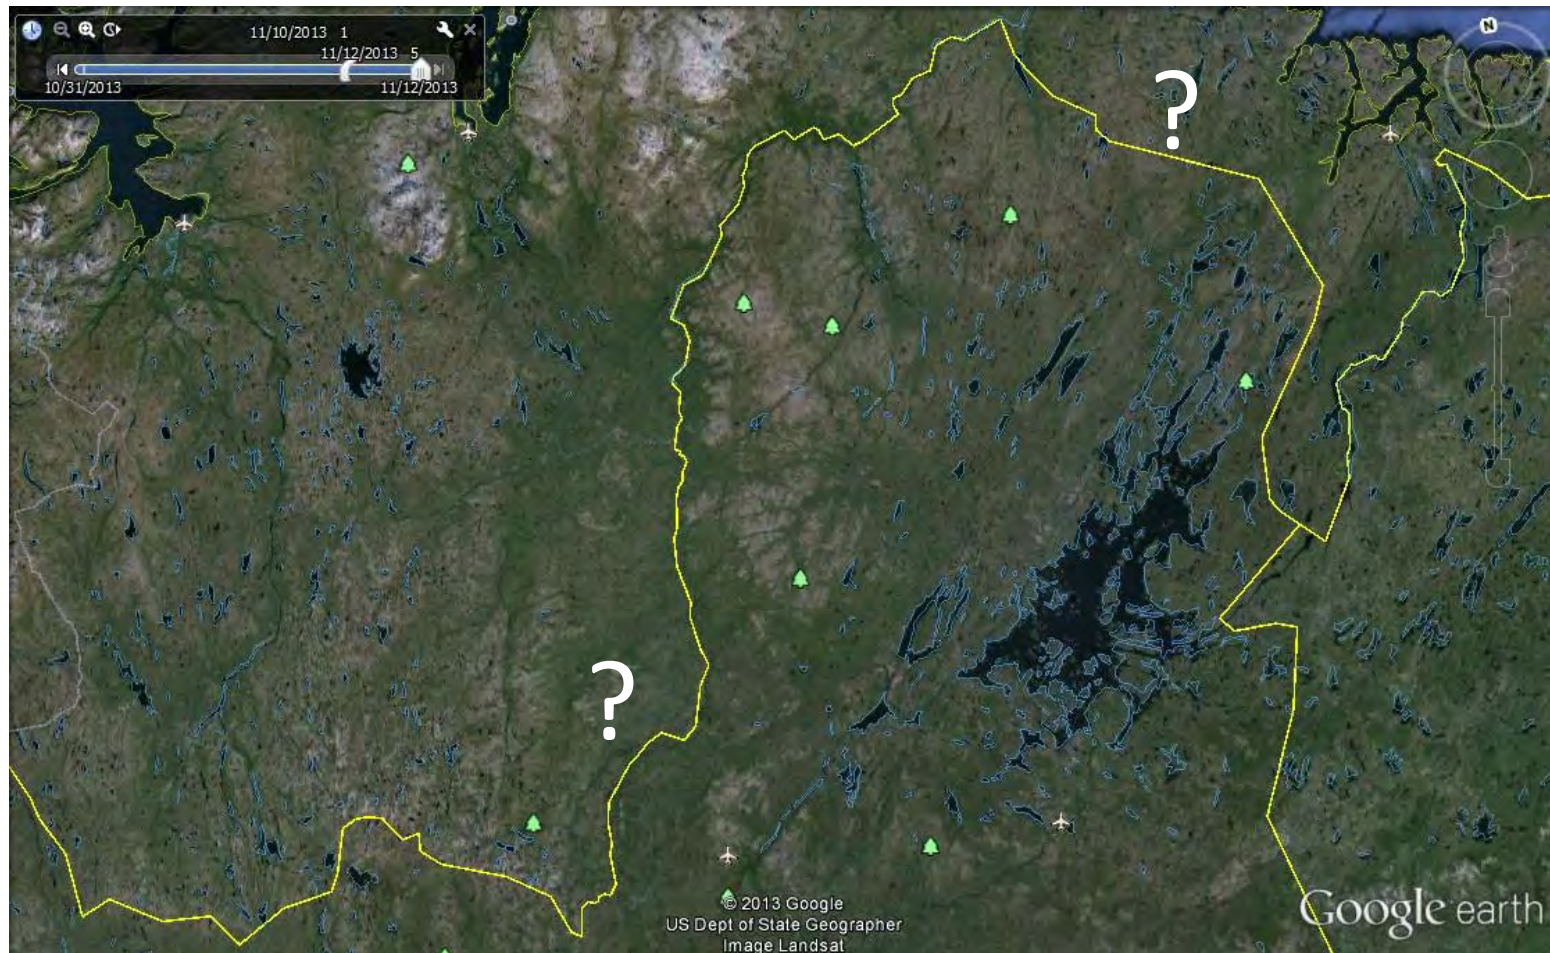 11/10/2013 1
11/12/2013 5
10/31/2013
11/12/2013
N
?
?
© 2013 Google
US Dept of State Geographer
Image Landsat
Google earth